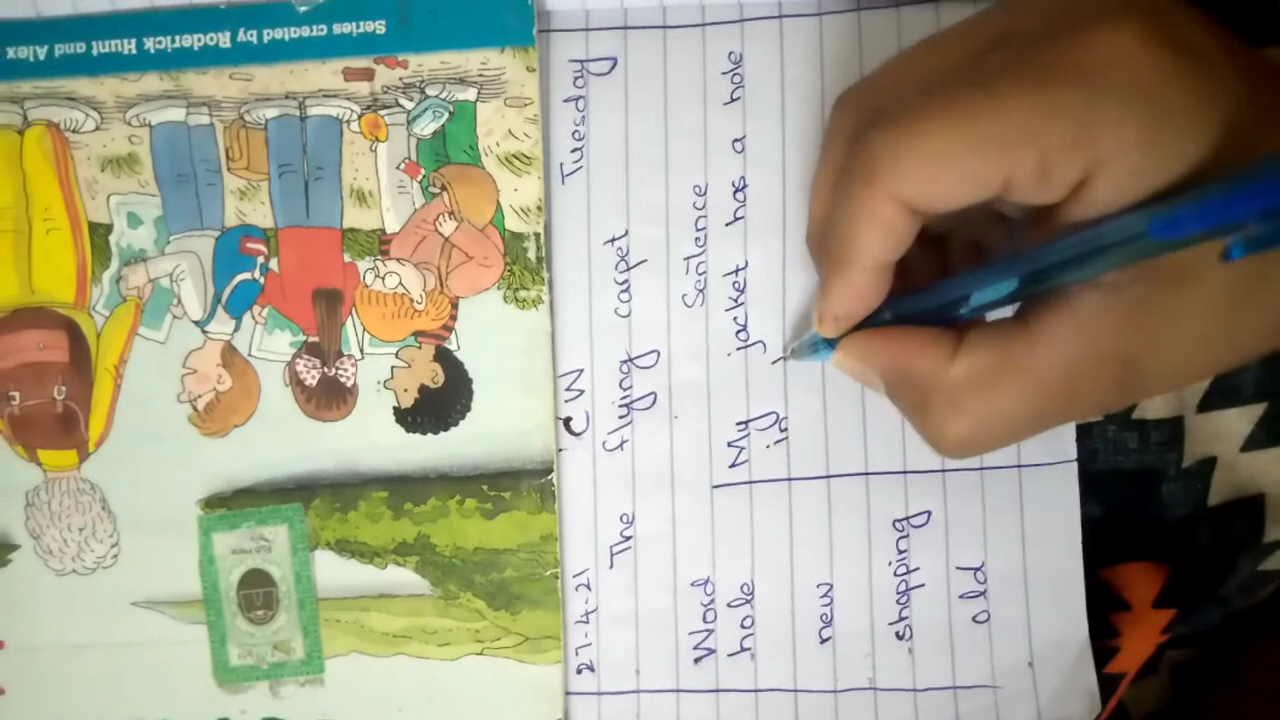 Series created by Roderick Hunt and Alex
27-4-21 CW Tuesday
The flying carpet
Word Sentence
hole My jacket has a hole
in i
new
shopping
old